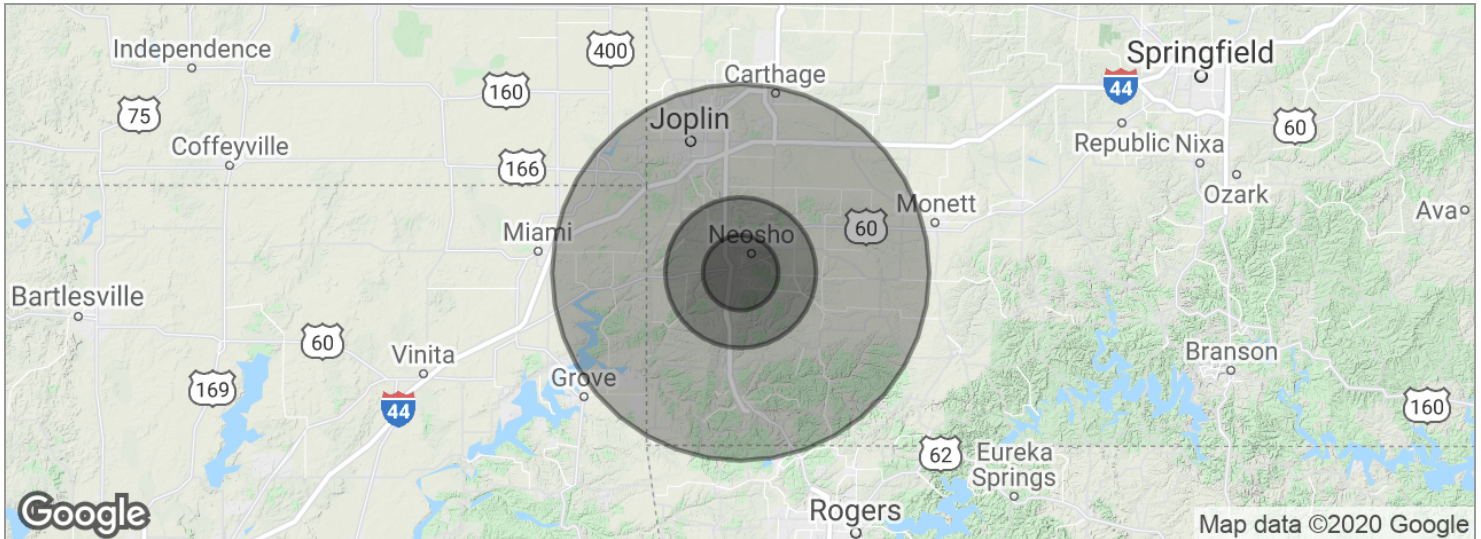 Independence
400
Carthage
Springfield
160
44
75
Joplin
60
Coffeyville
166
Republic
Nixa
Ozark
Monett
Ava
Miami
Neosho
60
Bartlesville
60
Vinita
169
Grove
Branson
44
160
62
Eureka
Springs
Rogers
Google
Map data ©2020 Google